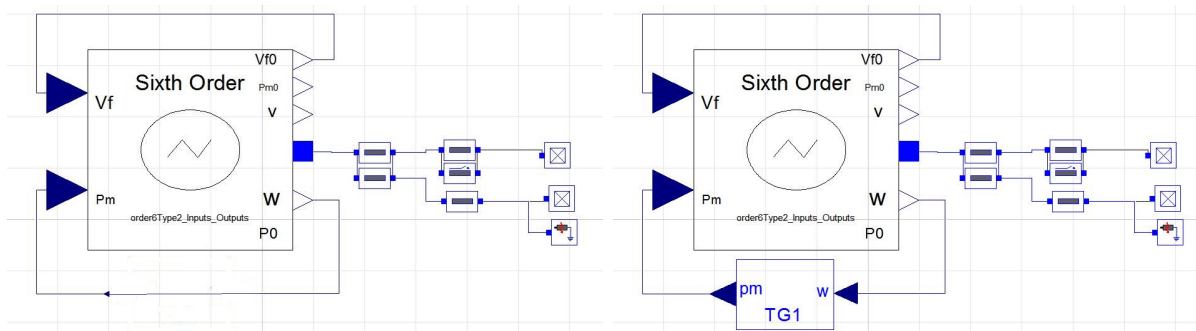 Vf0
Sixth Order
Pm0
Vf
v
Pm
W
order6Type2_Inputs_Outputs
P0
Vf0
Sixth Order
Pm0
Vf
v
Pm
W
order6Type2_Inputs_Outputs
P0
pm
w
TG1